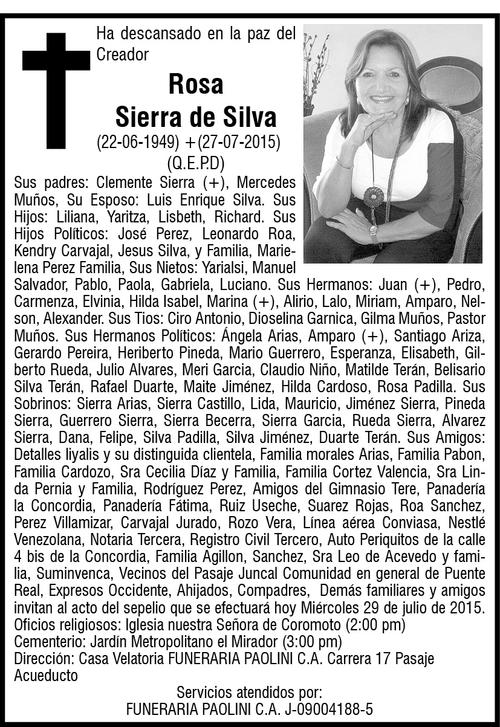 Ha descansado en la paz del
Creador
Rosa
Sierra de Silva
(22-06-1949) +(27-07-2015)
(Q.E.P.D)
Sus padres: Clemente Sierra (+), Mercedes
Muños, Su Esposo: Luis Enrique Silva. Sus
Hijos: Liliana, Yaritza, Lisbeth, Richard. Sus
Hijos Políticos: José Perez, Leonardo Roa,
Kendry Carvajal, Jesus Silva, y Familia, Marie-
lena Perez Familia, Sus Nietos: Yarialsi, Manuel
Salvador, Pablo, Paola, Gabriela, Luciano. Sus Hermanos: Juan (+), Pedro,
Carmenza, Elvinia, Hilda Isabel, Marina (+), Alirio, Lalo, Miriam, Amparo, Nel-
son, Alexander. Sus Tios: Ciro Antonio, Dioselina Garnica, Gilma Muños, Pastor
Muños. Sus Hermanos Políticos: Ángela Arias, Amparo (+), Santiago Ariza,
Gerardo Pereira, Heriberto Pineda, Mario Guerrero, Esperanza, Elisabeth, Gil-
berto Rueda, Julio Alvares, Meri Garcia, Claudio Niño, Matilde Terán, Belisario
Silva Terán, Rafael Duarte, Maite Jiménez, Hilda Cardoso, Rosa Padilla. Sus
Sobrinos: Sierra Arias, Sierra Castillo, Lida, Mauricio, Jiménez Sierra, Pineda
Sierra, Guerrero Sierra, Sierra Becerra, Sierra Garcia, Rueda Sierra, Alvarez
Sierra, Dana, Felipe, Silva Padilla, Silva Jiménez, Duarte Terán. Sus Amigos:
Detalles liyalis y su distinguida clientela, Familia morales Arias, Familia Pabon,
Familia Cardozo, Sra Cecilia Díaz y Familia, Familia Cortez Valencia, Sra Lin-
da Pernia y Familia, Rodríguez Perez, Amigos del Gimnasio Tere, Panadería
la Concordia, Panadería Fátima, Ruiz Useche, Suarez Rojas, Roa Sanchez,
Perez Villamizar, Carvajal Jurado, Rozo Vera, Línea aérea Conviasa, Nestlé
Venezolana, Notaria Tercera, Registro Civil Tercero, Auto Periquitos de la calle
4 bis de la Concordia, Familia Agillon, Sanchez, Sra Leo de Acevedo y fami-
lia, Suminvenca, Vecinos del Pasaje Juncal Comunidad en general de Puente
Real, Expresos Occidente, Ahijados, Compadres, Demás familiares y amigos
invitan al acto del sepelio que se efectuará hoy Miércoles 29 de julio de 2015.
Oficios religiosos: Iglesia nuestra Señora de Coromoto (2:00 pm)
Cementerio: Jardín Metropolitano el Mirador (3:00 pm)
Dirección: Casa Velatoria FUNERARIA PAOLINI C.A. Carrera 17 Pasaje
Acueducto
Servicios atendidos por:
FUNERARIA PAOLINI C.A. J-09004188-5